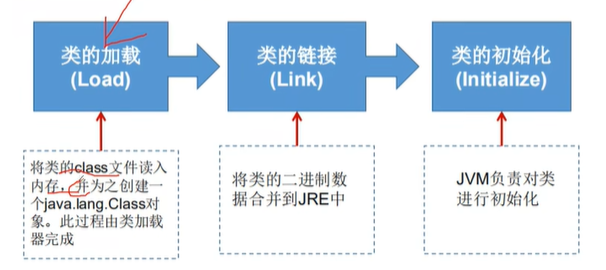 类的加载
(Load)
类的链接
(Link)
类的初始化
(Initialize)
将类的class文件读入
内存，并为之创建一
个java.lang.Class对
象。此过程由类加载
器完成
将类的二进制数
据合并到JRE中
JVM负责对类
进行初始化